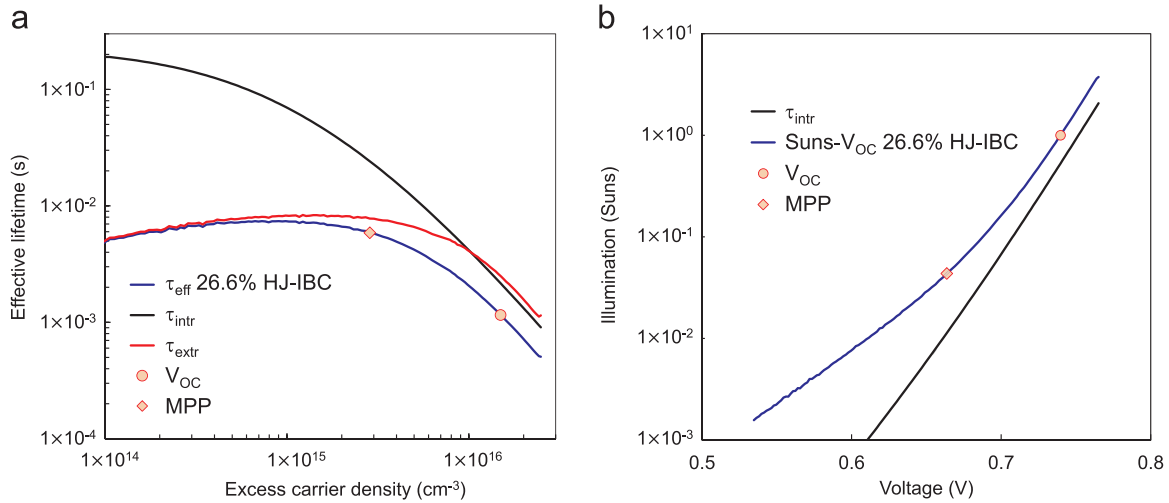 a
Effective lifetime (s)
1×10⁻¹
1×10⁻²
1×10⁻³
1×10⁻⁴
τeff 26.6% HJ-IBC
τintr
τextr
VOC
MPP
1×10¹⁴
1×10¹⁵
1×10¹⁶
Excess carrier density (cm⁻³)
b
Illumination (Suns)
1×10¹
1×10⁰
1×10⁻¹
1×10⁻²
1×10⁻³
τintr
Suns-VOC 26.6% HJ-IBC
VOC
MPP
0.5
0.6
0.7
0.8
Voltage (V)